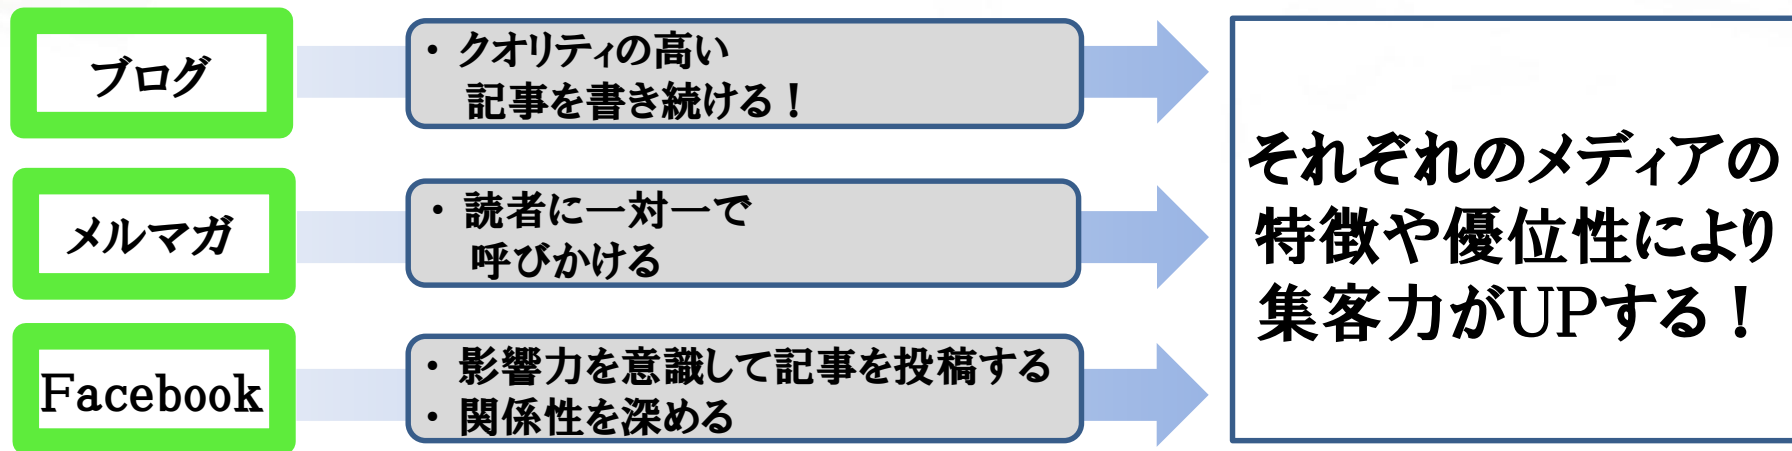 ブログ
・クオリティの高い
記事を書き続ける！
メルマガ
・読者に一対一で
呼びかける
Facebook
・影響力を意識して記事を投稿する
・関係性を深める
それぞれのメディアの
特徴や優位性により
集客力がUPする！